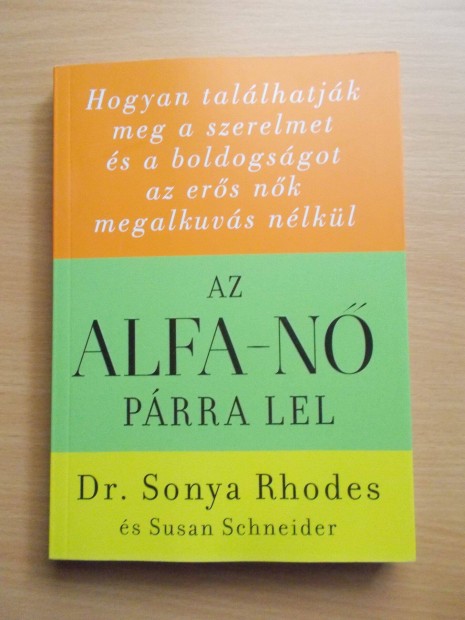 Hogyan találhatják
meg a szerelmet
és a boldogságot
az erős nők
megalkuvás nélkül
AZ
ALFA-NŐ
PÁRRA LEL
Dr. Sonya Rhodes
és Susan Schneider